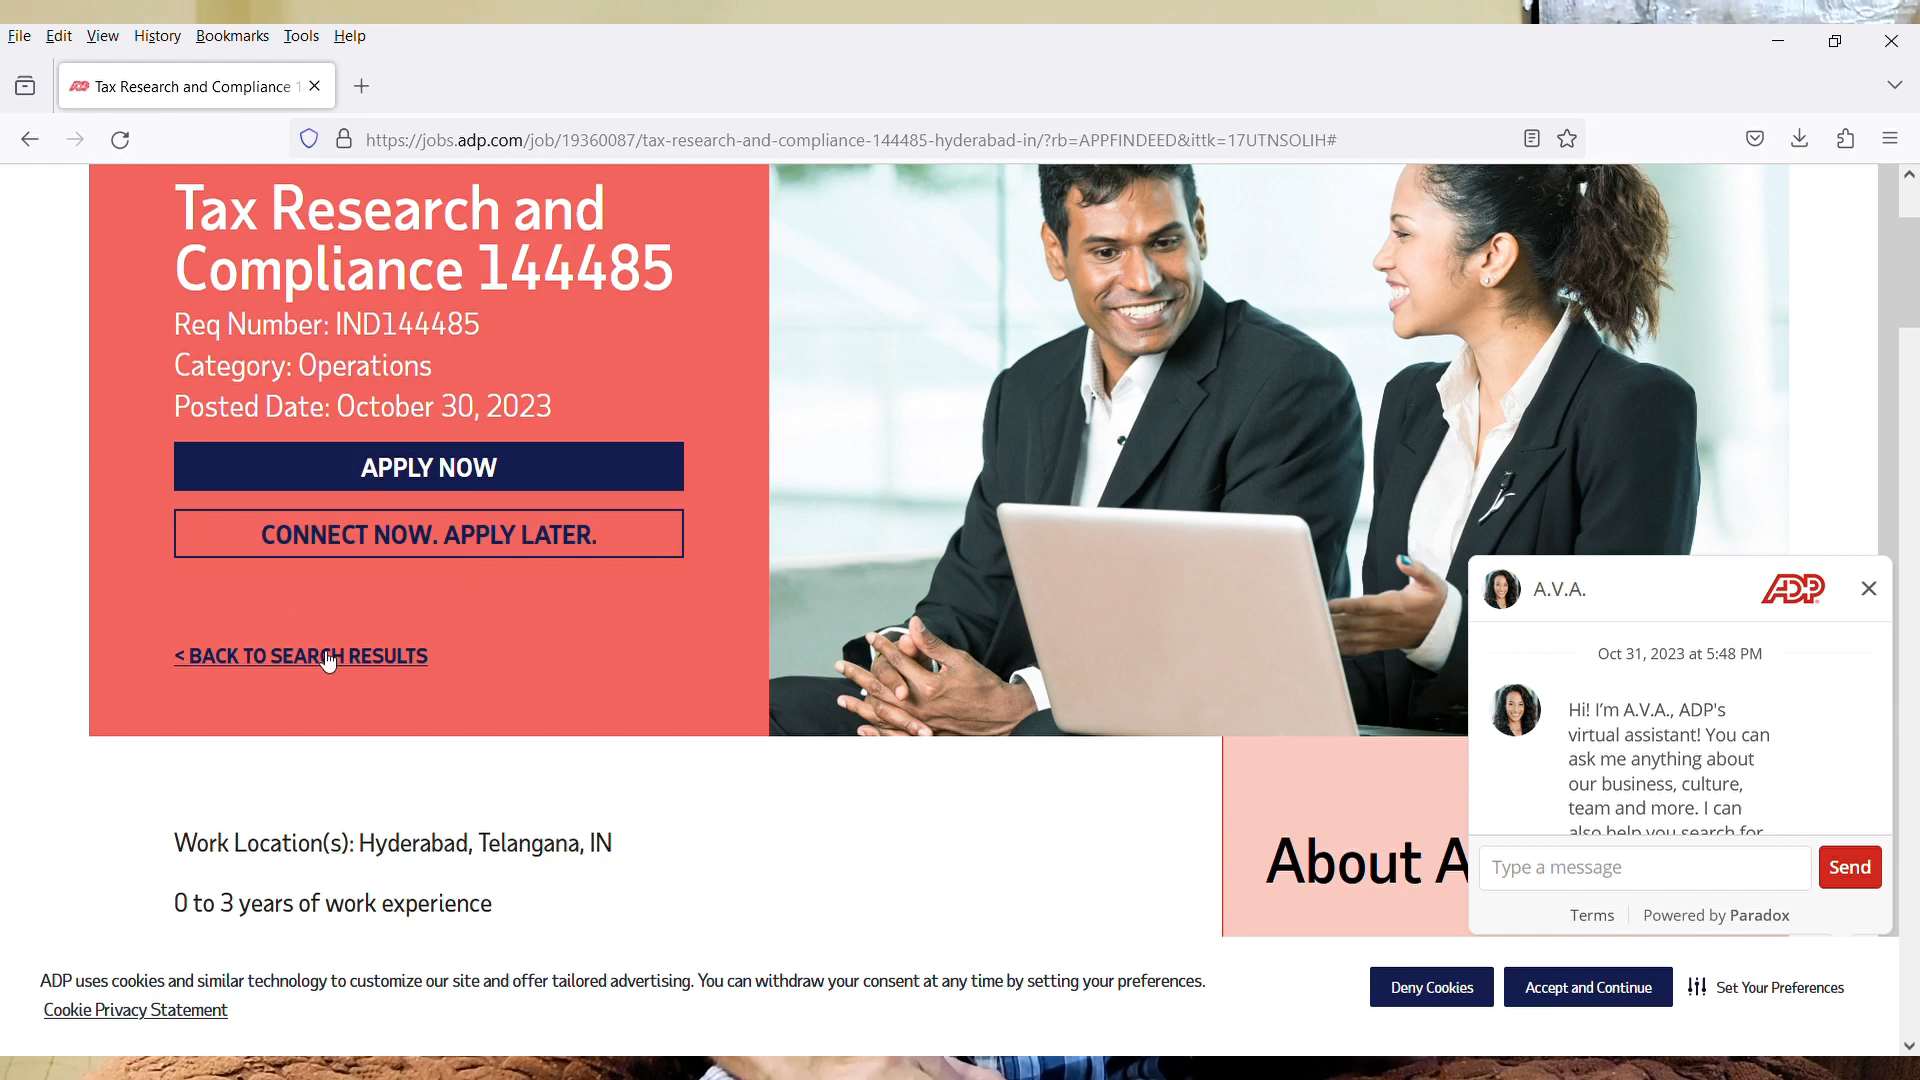 File Edit View History Bookmarks Tools Help
Tax Research and Compliance
https://jobs.adp.com/job/19360087/tax-research-and-compliance-144485-hyderabad-in/?rb=APPFINDEED&ittk=17UTNSOLIH#
Tax Research and
Compliance 144485
Req Number: IND144485
Category: Operations
Posted Date: October 30, 2023
APPLY NOW
CONNECT NOW. APPLY LATER.
< BACK TO SEARCH RESULTS
Work Location(s): Hyderabad, Telangana, IN
0 to 3 years of work experience
About A
A.V.A.
ADP
Oct 31, 2023 at 5:48 PM
Hi! I'm A.V.A., ADP's
virtual assistant! You can
ask me anything about
our business, culture,
team and more. I can
also help you search for
Type a message
Send
Terms
Powered by Paradox
ADP uses cookies and similar technology to customize our site and offer tailored advertising. You can withdraw your consent at any time by setting your preferences.
Cookie Privacy Statement
Deny Cookies
Accept and Continue
Set Your Preferences